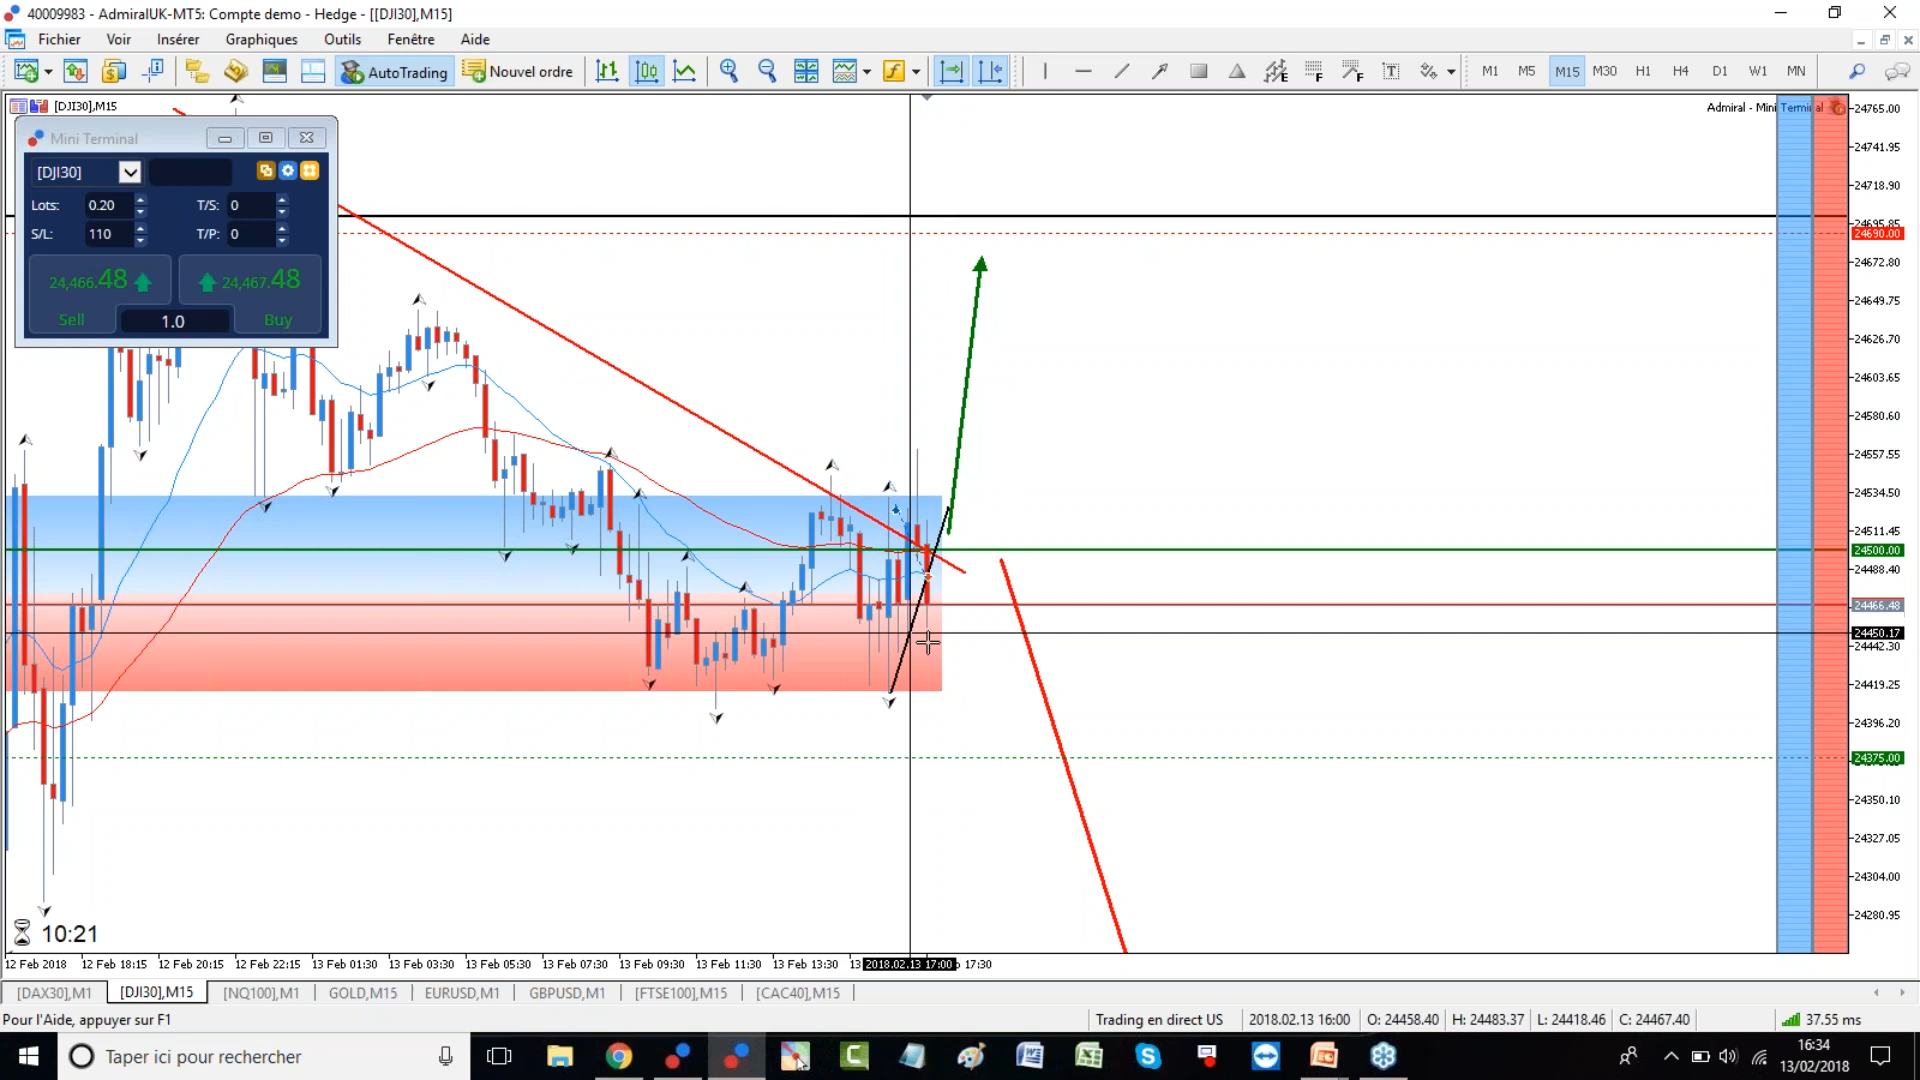 40009983 - AdmiralUK-MT5: Compte demo - Hedge - [[DJI30],M15]
Fichier Voir Insérer Graphiques Outils Fenêtre Aide
AutoTrading Nouvel ordre M1 M5 M15 M30 H1 H4 D1 W1 MN
[DJI30],M15
Admiral - Mini Terminal
Mini Terminal
[DJI30]
Lots: 0.20 T/S: 0
S/L: 110 T/P: 0
24,466.48 24,467.48
Sell 1.0 Buy
24765.00
24741.95
24718.90
24695.85
24690.00
24672.80
24649.75
24626.70
24603.65
24580.60
24557.55
24534.50
24511.45
24500.00
24488.40
24466.48
24450.17
24442.30
24419.25
24396.20
24375.00
24350.10
24327.05
24304.00
24280.95
10:21
12 Feb 2018 12 Feb 18:15 12 Feb 20:15 12 Feb 22:15 13 Feb 01:30 13 Feb 03:30 13 Feb 05:30 13 Feb 07:30 13 Feb 09:30 13 Feb 11:30 13 Feb 13:30 13 2018.02.13 17:00 17:30
[DAX30],M1 [DJI30],M15 [NQ100],M1 GOLD,M15 EURUSD,M1 GBPUSD,M1 [FTSE100],M15 [CAC40],M15
Pour l'Aide, appuyer sur F1 Trading en direct US 2018.02.13 16:00 O: 24458.40 H: 24483.37 L: 24418.46 C: 24467.40 37.55 ms
Taper ici pour rechercher
16:34
13/02/2018